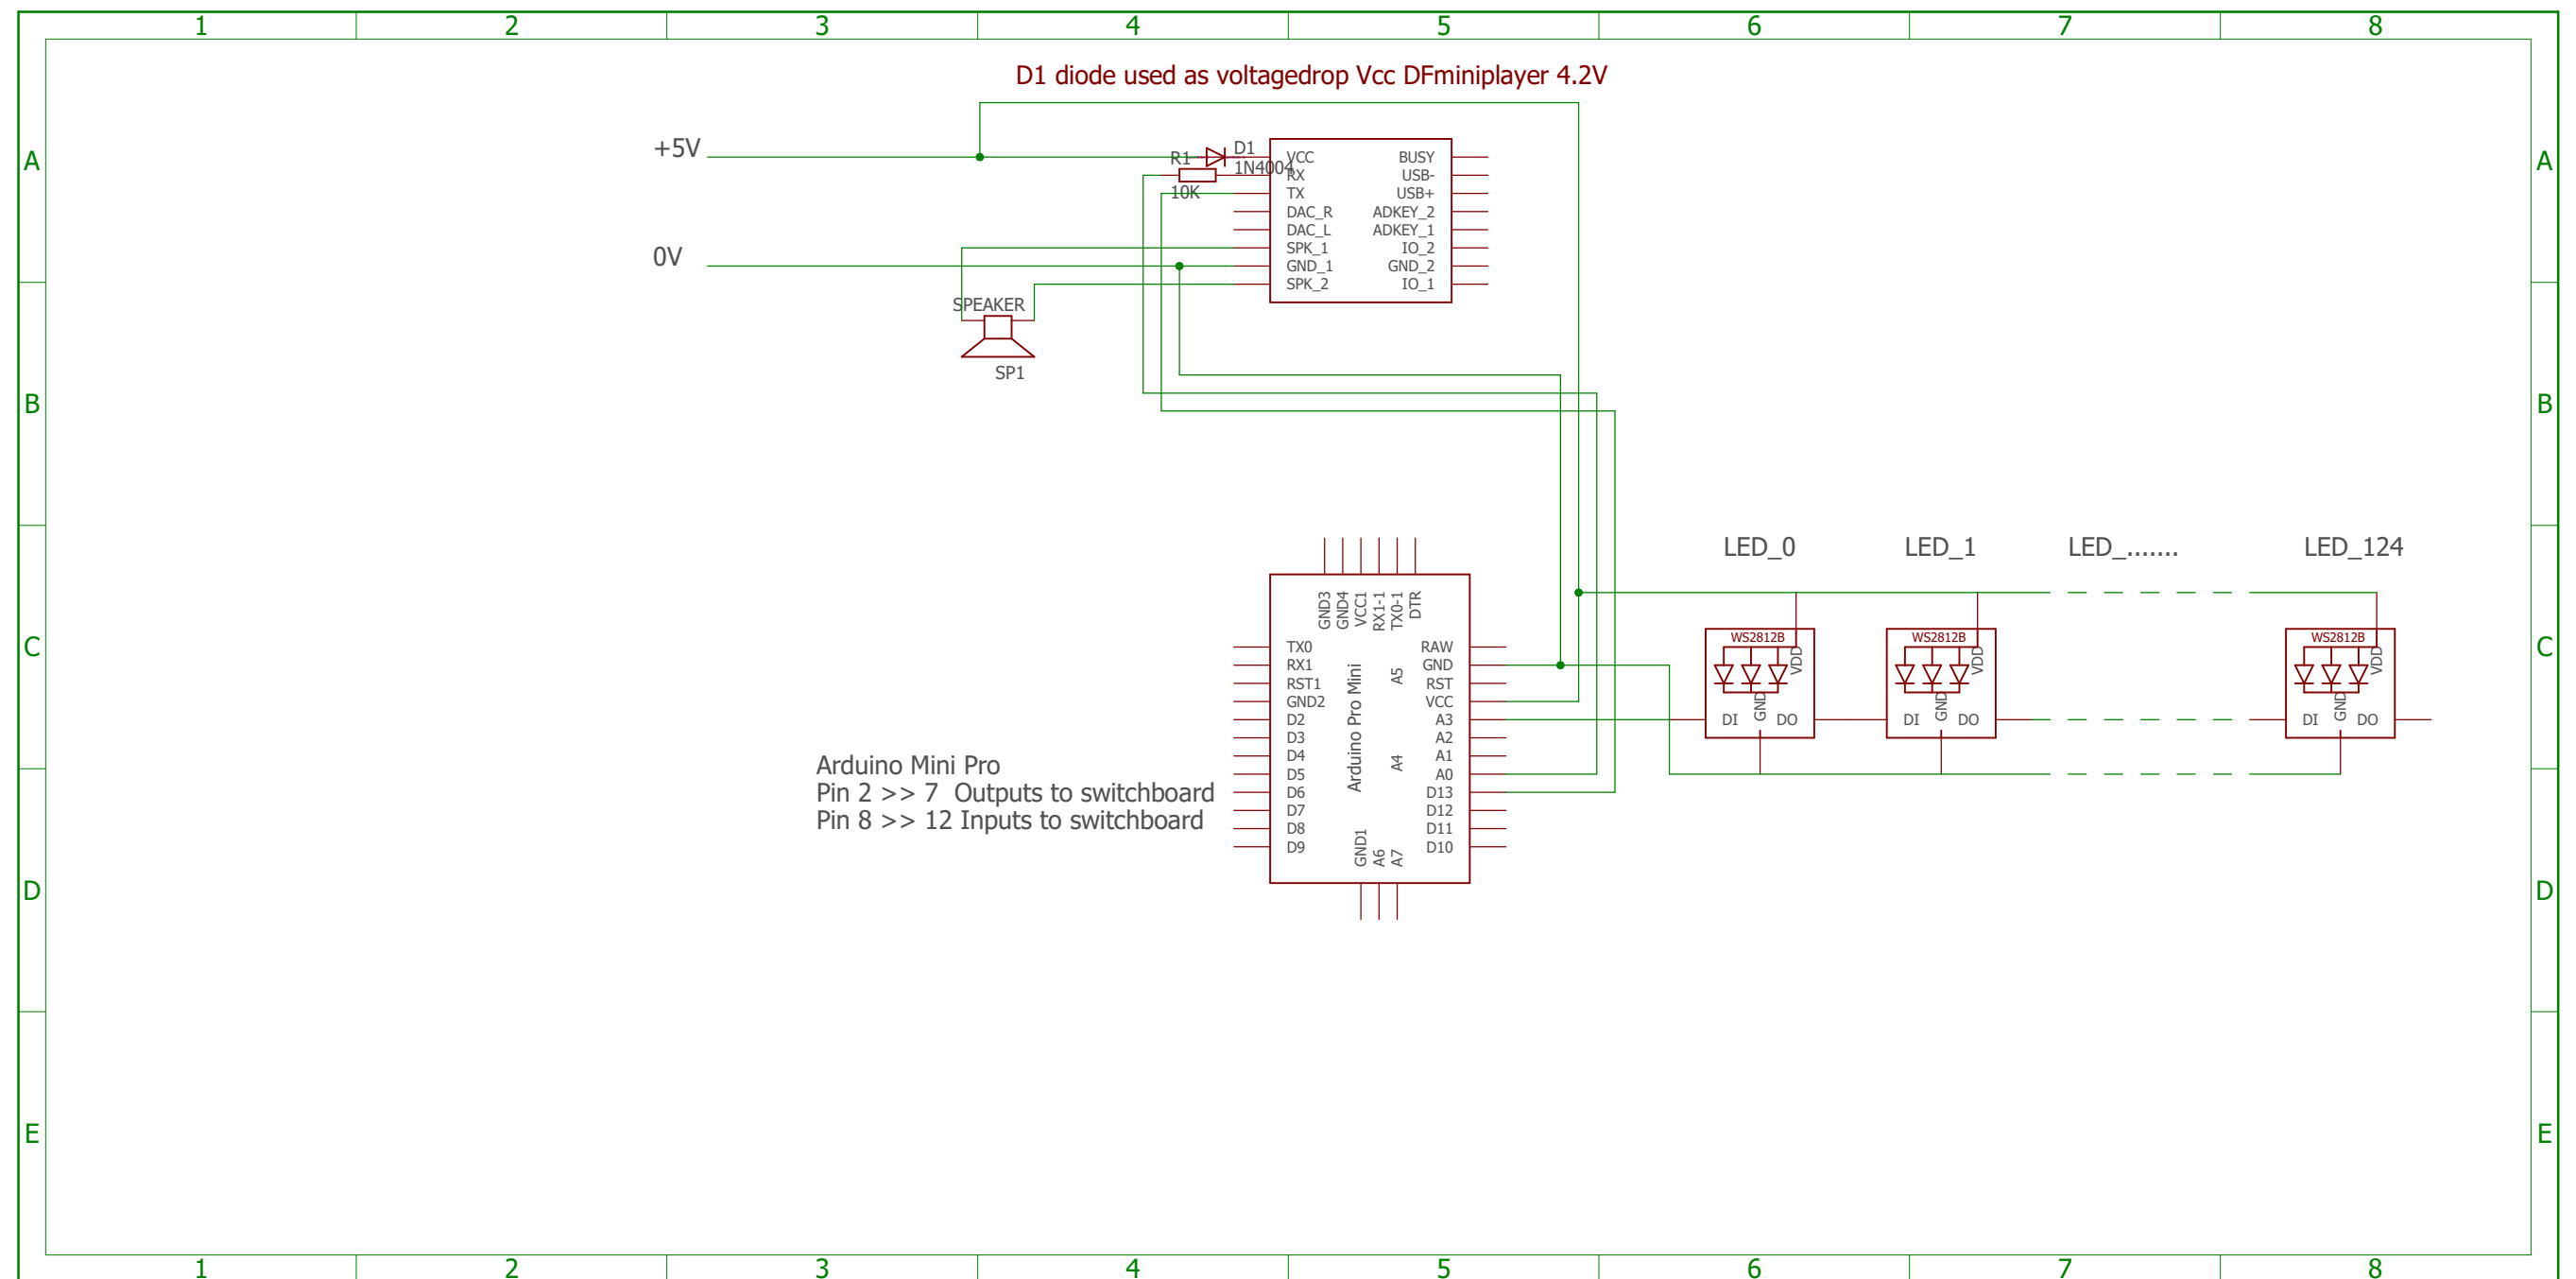 1 2 3 4 5 6 7 8
D1 diode used as voltagedrop Vcc DFminiplayer 4.2V
A
A
+5V
R1
10K
D1
1N4004
VCC BUSY
RX USB-
TX USB+
DAC_R ADKEY_2
DAC_L ADKEY_1
SPK_1 IO_2
GND_1 GND_2
SPK_2 IO_1
0V
SPEAKER
SP1
B
B
LED_0 LED_1 LED_....... LED_124
C
C
GND3
GND4
VCC1
RX1-1
TX0-1
DTR
TX0 RAW
RX1 GND
RST1 RST
GND2 VCC
D2 A3
D3 A2
D4 A1
D5 A0
D6 D13
D7 D12
D8 D11
D9 D10
Arduino Pro Mini
A5
A4
GND1
A6
A7
WS2812B
VDD
GND
DI DO
WS2812B
VDD
GND
DI DO
WS2812B
VDD
GND
DI DO
Arduino Mini Pro
Pin 2 >> 7 Outputs to switchboard
Pin 8 >> 12 Inputs to switchboard
D
D
E
E
1 2 3 4 5 6 7 8